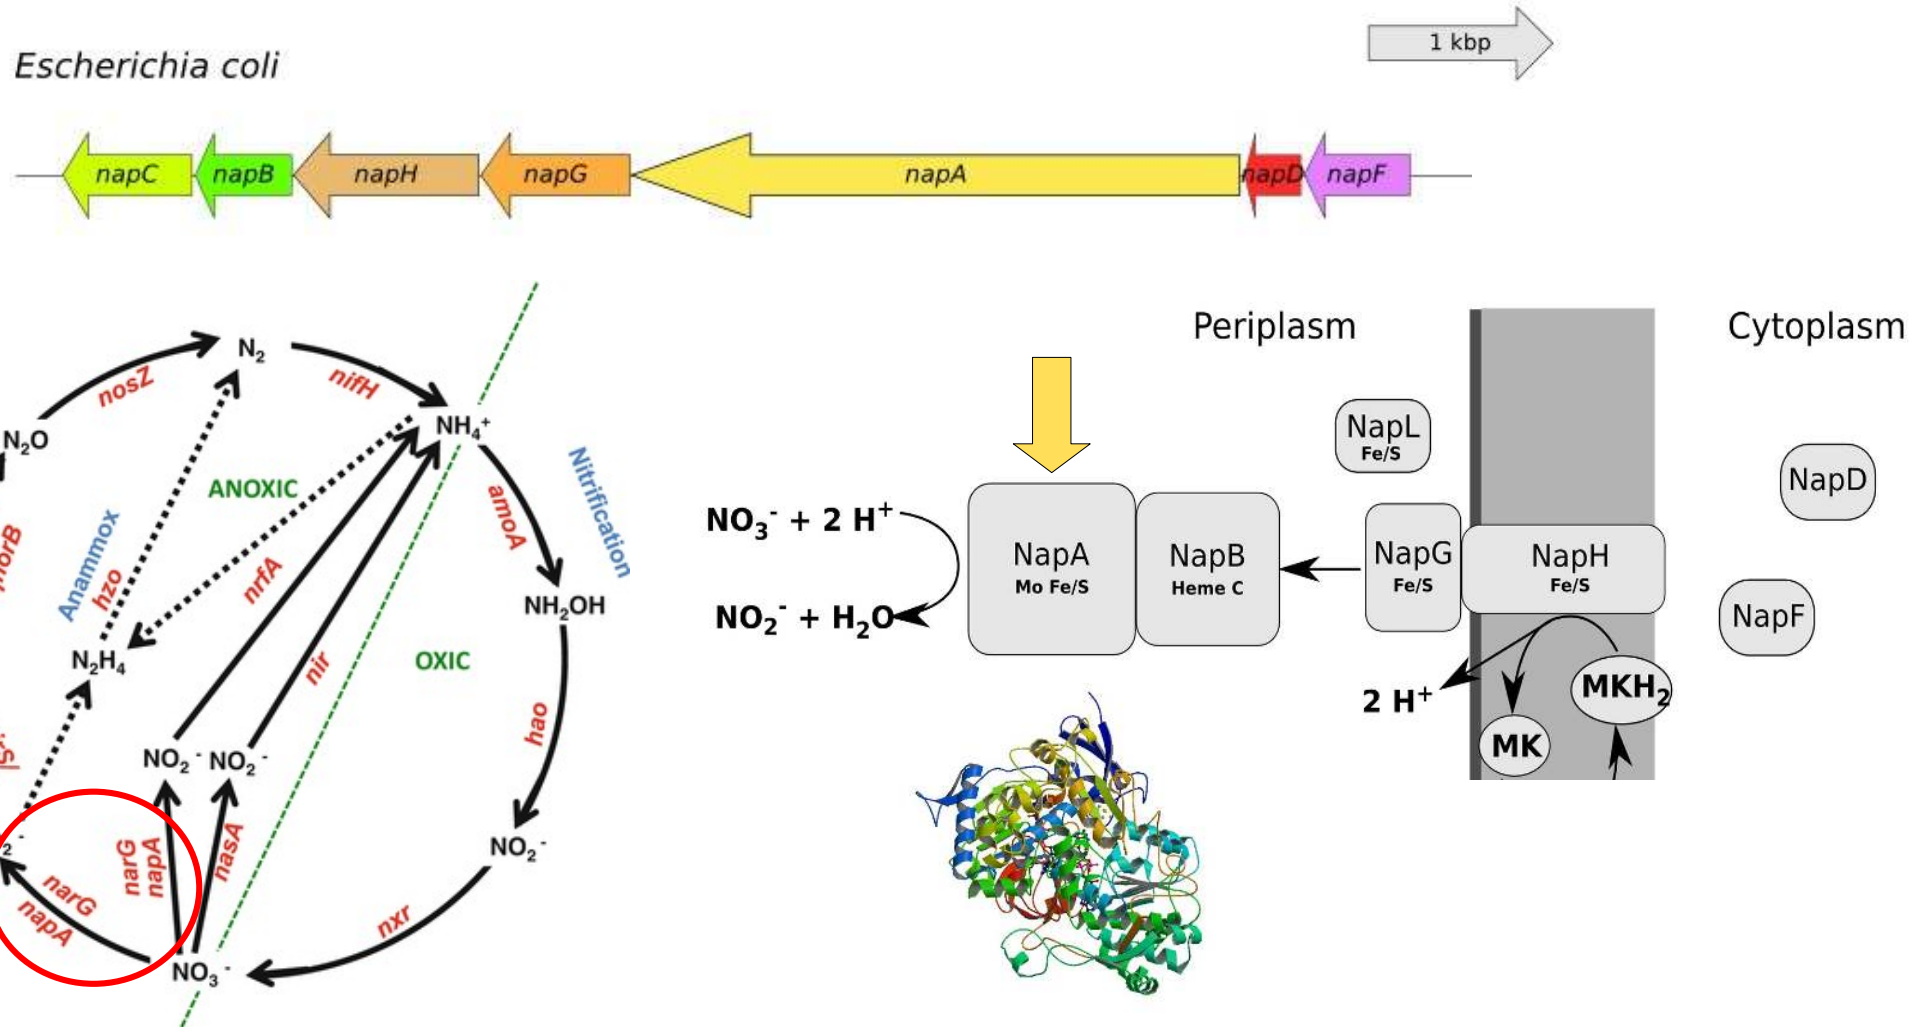 1 kbp
Escherichia coli
napC napB napH napG napA napD napF
Periplasm
Cytoplasm
N₂
nosZ
nifH
N₂O
NH₄⁺
ANOXIC
Nitrification
amoA
norB
Anammox
hzo
nrfA
NH₂OH
OXIC
N₂H₄
nir
hao
NO₂⁻ NO₂⁻
narG
napA
nasA
NO₂⁻
2⁻
narG
napA
nxr
NO₃⁻
NapL
Fe/S
NapD
NO₃⁻ + 2 H⁺
NapA
Mo Fe/S
NapB
Heme C
NapG
Fe/S
NapH
Fe/S
NO₂⁻ + H₂O
NapF
2 H⁺
MKH₂
MK